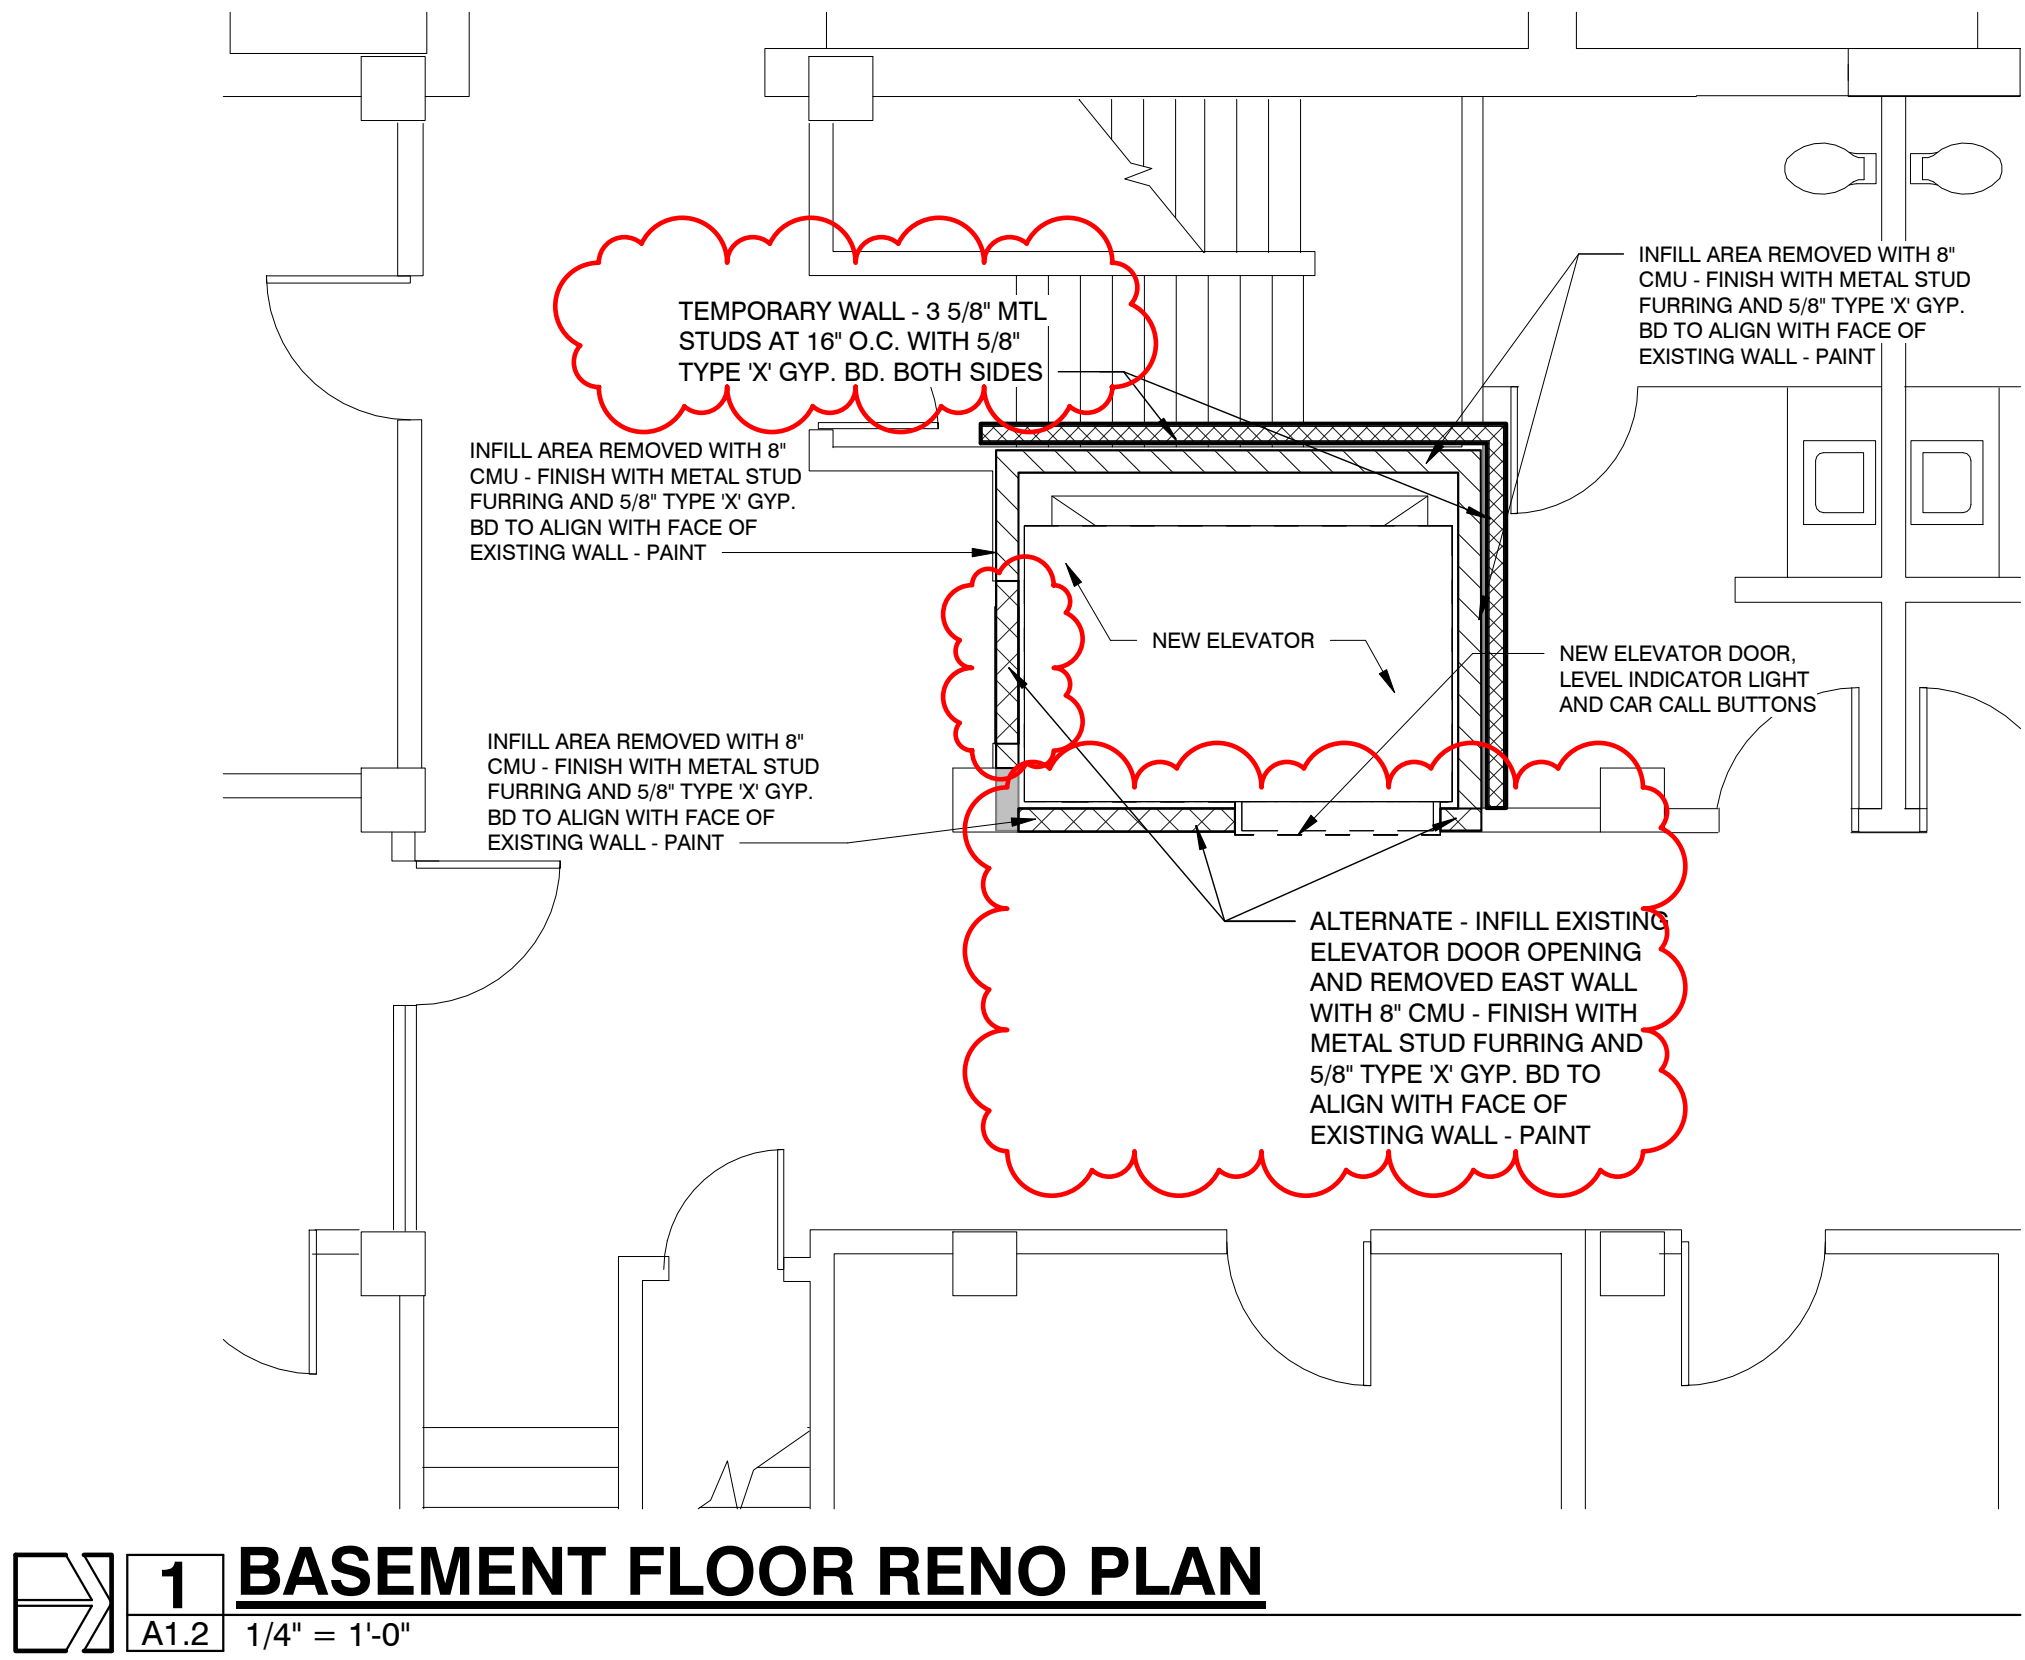 INFILL AREA REMOVED WITH 8"
CMU - FINISH WITH METAL STUD
FURRING AND 5/8" TYPE 'X' GYP.
BD TO ALIGN WITH FACE OF
EXISTING WALL - PAINT
TEMPORARY WALL - 3 5/8" MTL
STUDS AT 16" O.C. WITH 5/8"
TYPE 'X' GYP. BD. BOTH SIDES
INFILL AREA REMOVED WITH 8"
CMU - FINISH WITH METAL STUD
FURRING AND 5/8" TYPE 'X' GYP.
BD TO ALIGN WITH FACE OF
EXISTING WALL - PAINT
NEW ELEVATOR
NEW ELEVATOR DOOR,
LEVEL INDICATOR LIGHT
AND CAR CALL BUTTONS
INFILL AREA REMOVED WITH 8"
CMU - FINISH WITH METAL STUD
FURRING AND 5/8" TYPE 'X' GYP.
BD TO ALIGN WITH FACE OF
EXISTING WALL - PAINT
ALTERNATE - INFILL EXISTING
ELEVATOR DOOR OPENING
AND REMOVED EAST WALL
WITH 8" CMU - FINISH WITH
METAL STUD FURRING AND
5/8" TYPE 'X' GYP. BD TO
ALIGN WITH FACE OF
EXISTING WALL - PAINT
1
BASEMENT FLOOR RENO PLAN
A1.2
1/4" = 1'-0"